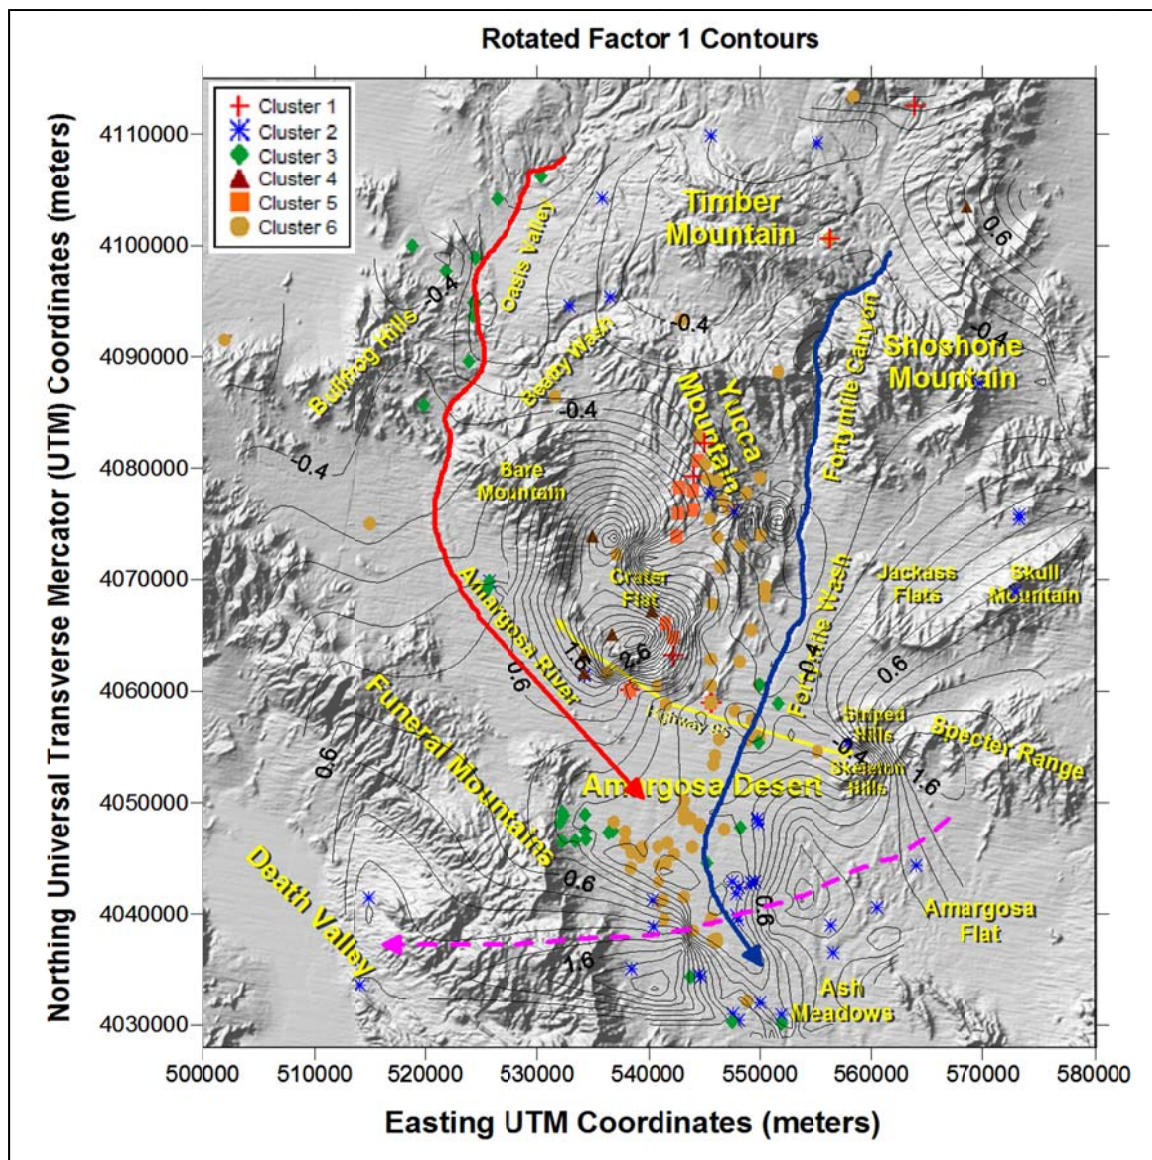 Rotated Factor 1 Contours
Northing Universal Transverse Mercator (UTM) Coordinates (meters)
4110000
4100000
4090000
4080000
4070000
4060000
4050000
4040000
4030000
Cluster 1
Cluster 2
Cluster 3
Cluster 4
Cluster 5
Cluster 6
Timber
Mountain
0.6
Oasis Valley
-0.4
Bullfrog Hills
Beatty Wash
-0.4
-0.4
Shoshone
Mountain
Fortymile Canyon
Yucca
Mountain
-0.4
-0.4
Bare
Mountain
Crater
Flat
Jackass
Flats
Skull
Mountain
Amargosa River
Fortymile Wash
-0.4
0.6
1.6
2.6
0.6
Highway 95
Striped
Hills
-0.4
Skeleton
Hills
Specter Range
1.6
Funeral Mountains
0.6
Amargosa Desert
Death Valley
0.6
0.6
1.6
Amargosa
Flat
Ash
Meadows
500000 510000 520000 530000 540000 550000 560000 570000 580000
Easting UTM Coordinates (meters)